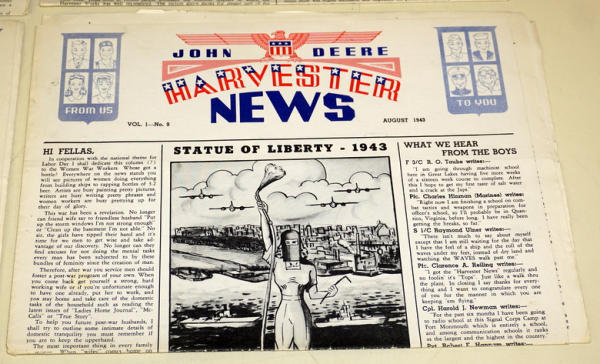 JOHN DEERE
HARVESTER
NEWS
FROM US
TO YOU
VOL. I—No. 9
AUGUST 1943
HI FELLAS,
In cooperation with the national theme for
Labor Day I shall dedicate this column (?)
to the Women War Workers. Whose got a
bottle? Everywhere on the news stands you
will see pictures of women doing everything
from building ships to rapping bottles of 3.2
beer. Artists are busy painting pretty pictures,
writers are busy writing pretty phrases and
women workers are busy prettying up for
their day of glory.
This war has been a revelation. No longer
can friend wife say to friendless husband "Put
up the storm windows I'm not strong enough"
or "Clean up the basement I'm not able." No
sir, the girls have tipped their hand and it's
time for we men to get wise and take ad-
vantage of our discovery. No longer can they
find excuses for not doing the menial tasks
every man has been subjected to by these
bundles of femininity since the creation of man.
Therefore, after war you service men should
foster a post-war program of your own. When
you come back get yourself a strong, hard
working wife or if you're unfortunate enough
to have one already, put her to work, and
you stay home and take care of the domestic
tasks of the household such as reading the
latest issues of "Ladies Home Journal", "Mc-
Calls" or "True Story".
To help you future post-war husbands, I
shall try to outline some intimate details of
domestic tranquility you must remember if
you are to keep the upperhand.
The most important thing in every family
STATUE OF LIBERTY - 1943
WHAT WE HEAR
FROM THE BOYS
F 2/C R. O. Taube writes:—
"I am going through machinist school
here in Great Lakes having five more weeks
of a sixteen week course to complete. After
this I hope to get my first taste of salt water
and a crack at the Japs."
Pfc. Charles Hinman (Marines) writes:
"Right now I am finishing a school on com-
bat tactics and weapons in preparation for
officer's school, so I'll probably be in Quan-
tico, Virginia, before long. I have really been
getting the breaks, so far."
S 1/C Raymond Ulmer writes:—
"There isn't much to say about myself
except that I am still waiting for the day that
I have the feel of a ship and the roll of the
waves under my feet, instead of dry land and
watching the WAVES walk past me."
Pfc. Clarence A. Relling writes:—
"I got the "Harvester News" regularly and
no foolin' it's "Tops". Just like a walk thru
the plant. In closing I say thanks for every-
thing and I want to congratulate every one
of you for the manner in which you are
keeping 'em flying."
Cpl. Harold J. Newman writes:—
"For the past six months I have been going
to radio school at this Signal Corps Camp at
Fort Monmouth which is entirely a school,
and among communication schools it ranks
as the largest and the highest in the country."